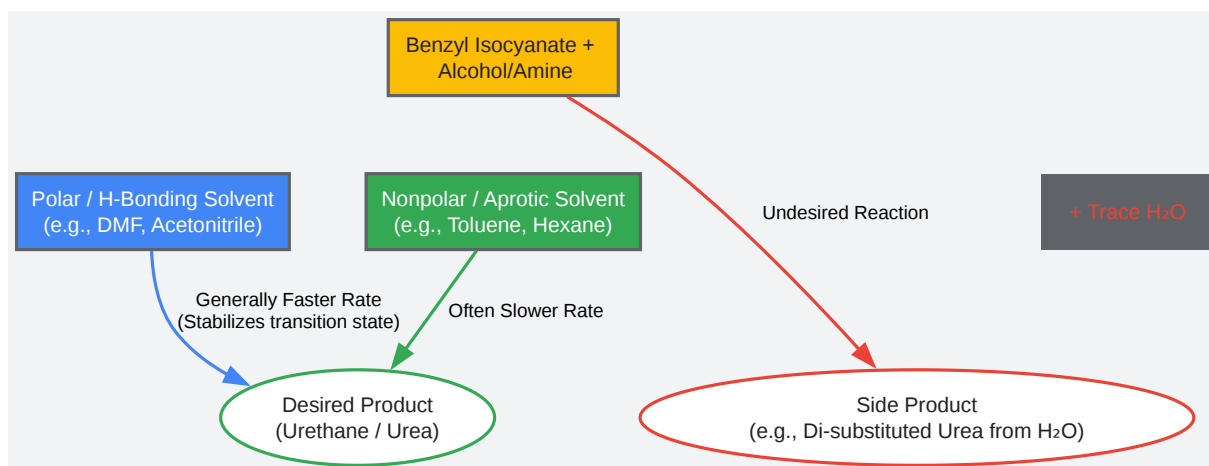 Benzyl Isocyanate +
Alcohol/Amine
Polar / H-Bonding Solvent
(e.g., DMF, Acetonitrile)
Nonpolar / Aprotic Solvent
(e.g., Toluene, Hexane)
Undesired Reaction
+ Trace H₂O
Generally Faster Rate
(Stabilizes transition state)
Often Slower Rate
Desired Product
(Urethane / Urea)
Side Product
(e.g., Di-substituted Urea from H₂O)